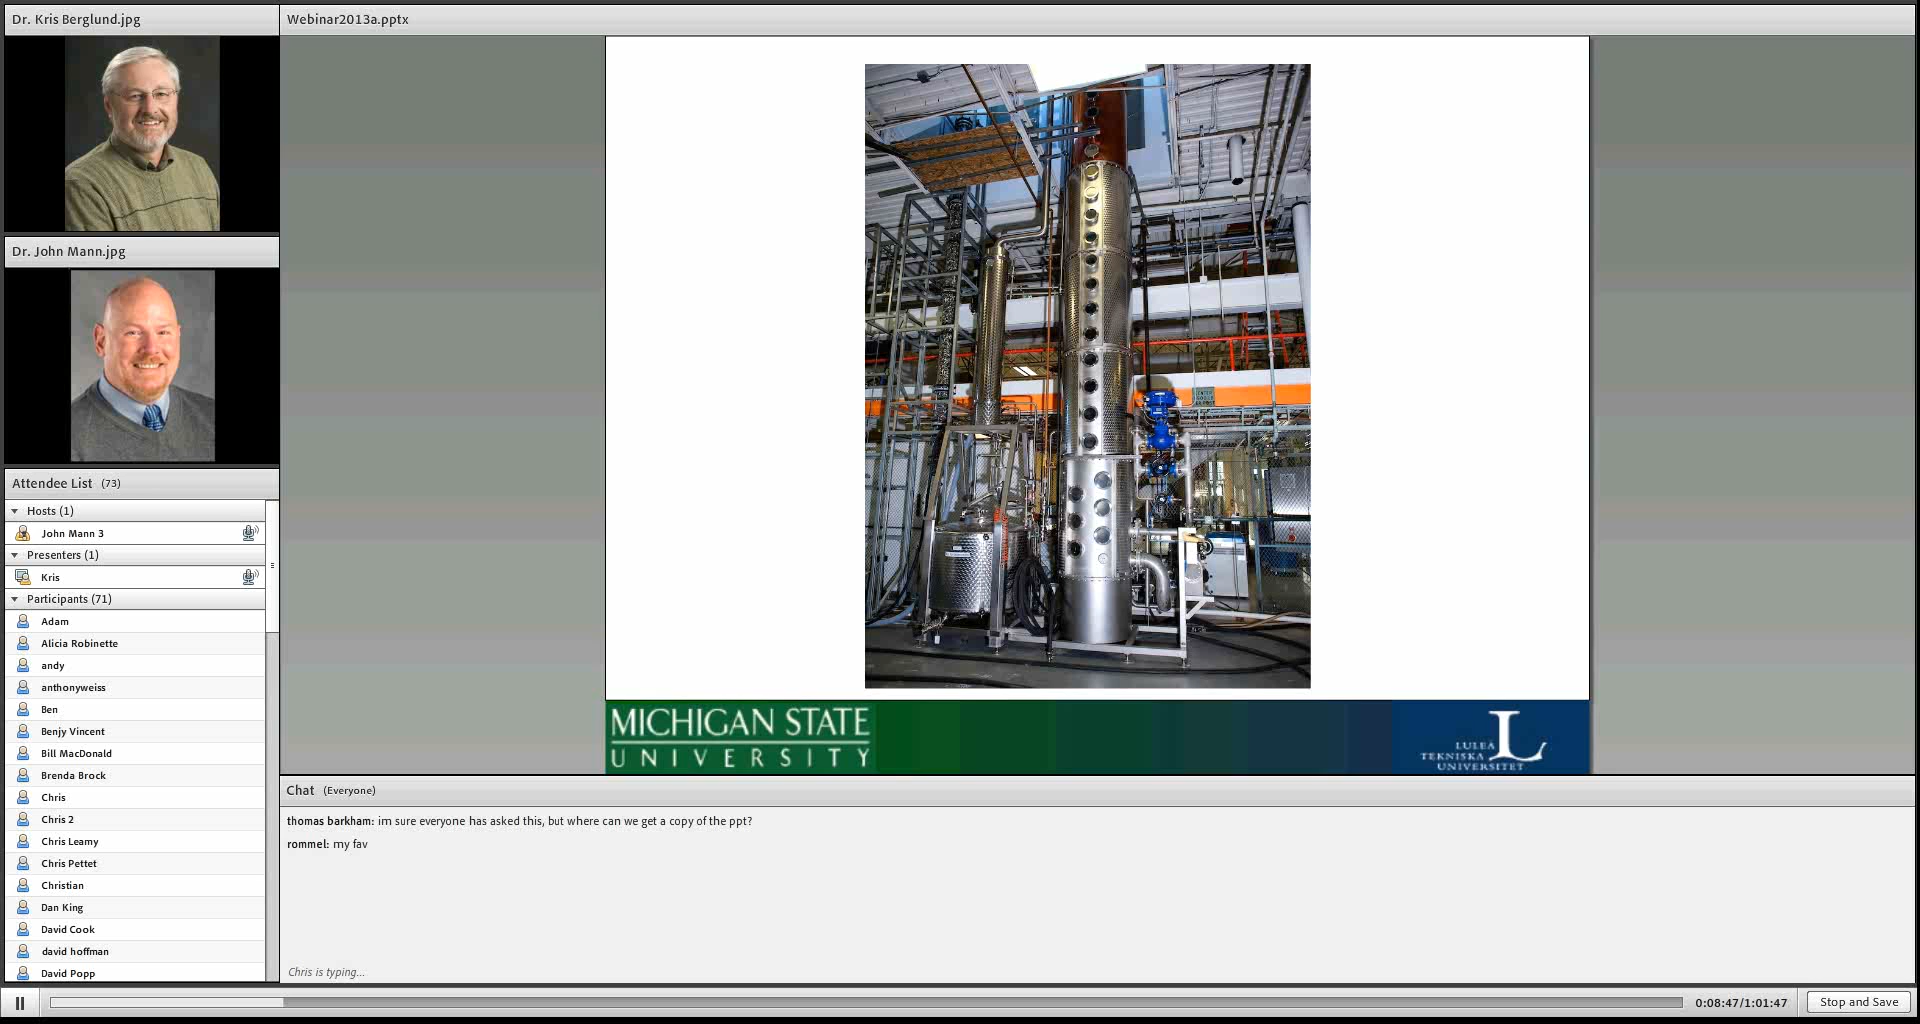 Dr. Kris Berglund.jpg
Dr. John Mann.jpg
Attendee List (73)
Hosts (1)
John Mann 3
Presenters (1)
Kris
Participants (71)
Adam
Alicia Robinette
andy
anthonyweiss
Ben
Benjy Vincent
Bill MacDonald
Brenda Brock
Chris
Chris 2
Chris Leamy
Chris Pettet
Christian
Dan King
David Cook
david hoffman
David Popp
Webinar2013a.pptx
MICHIGAN STATE
UNIVERSITY
LULEÅ
TEKNISKA
UNIVERSITET
Chat (Everyone)
thomas barkham: im sure everyone has asked this, but where can we get a copy of the ppt?
rommel: my fav
Chris is typing...
0:08:47/1:01:47
Stop and Save